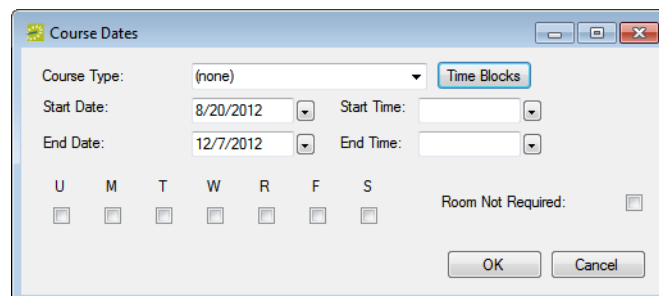 Course Dates
Course Type: (none) Time Blocks
Start Date: 8/20/2012 Start Time:
End Date: 12/7/2012 End Time:
U M T W R F S
Room Not Required:
OK Cancel